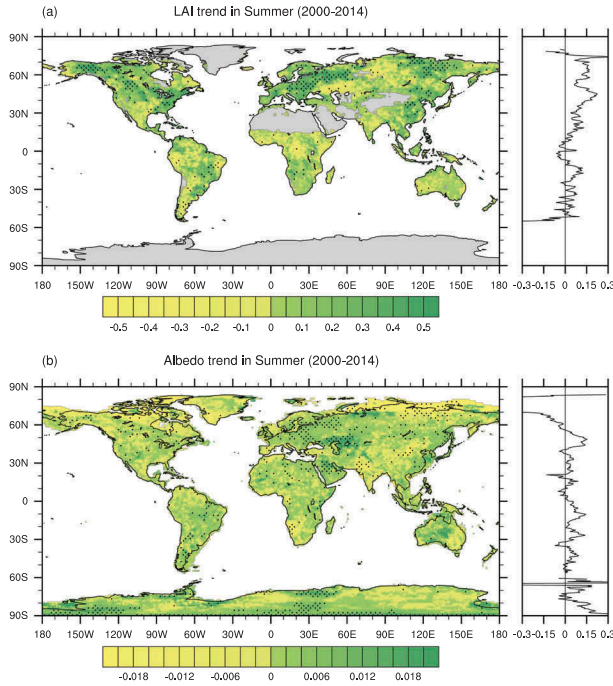 (a) LAI trend in Summer (2000-2014)
90N
60N
30N
0
30S
60S
90S
180 150W 120W 90W 60W 30W 0 30E 60E 90E 120E 150E 180 -0.3 -0.15 0 0.15 0.3
-0.5 -0.4 -0.3 -0.2 -0.1 0 0.1 0.2 0.3 0.4 0.5
(b) Albedo trend in Summer (2000-2014)
90N
60N
30N
0
30S
60S
90S
180 150W 120W 90W 60W 30W 0 30E 60E 90E 120E 150E 180 -0.3 -0.15 0 0.15 0.3
-0.018 -0.012 -0.006 0 0.006 0.012 0.018